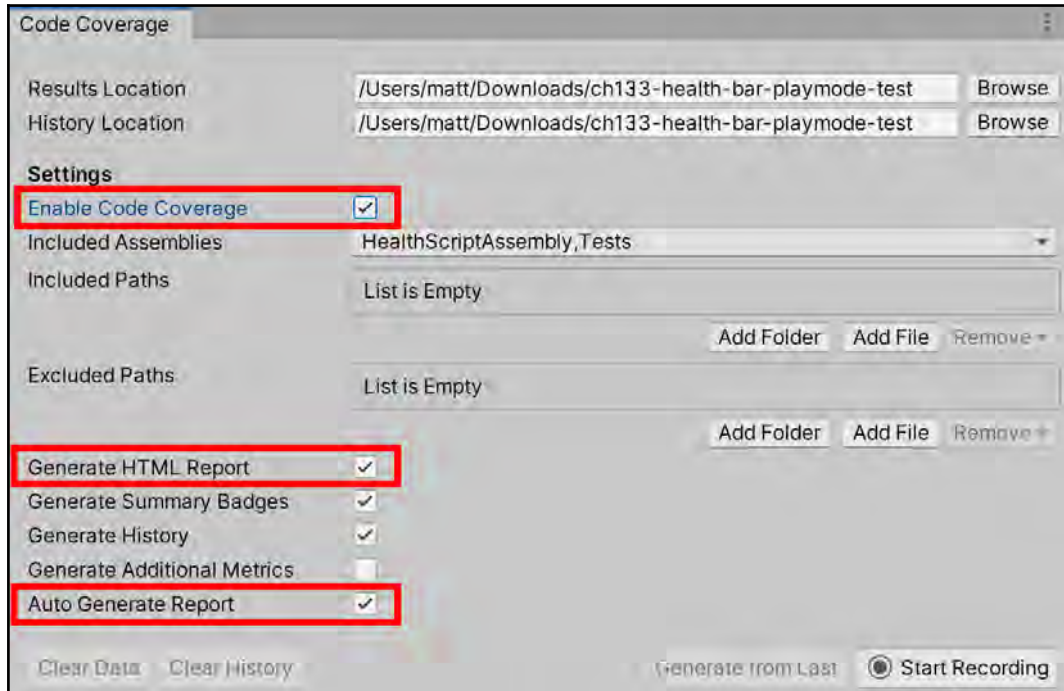 Code Coverage
Results Location /Users/matt/Downloads/ch133-health-bar-playmode-test Browse
History Location /Users/matt/Downloads/ch133-health-bar-playmode-test Browse
Settings
Enable Code Coverage
Included Assemblies HealthScriptAssembly,Tests
Included Paths List is Empty
Add Folder Add File Remove
Excluded Paths List is Empty
Add Folder Add File Remove
Generate HTML Report
Generate Summary Badges
Generate History
Generate Additional Metrics
Auto Generate Report
Clear Data Clear History Generate from Last Start Recording